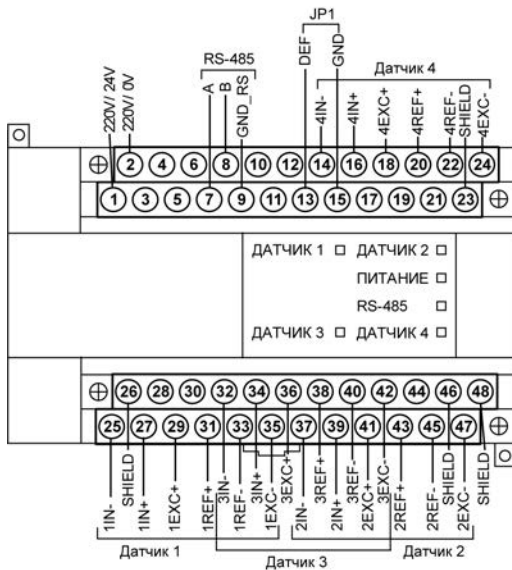 JP1
RS-485
DEF
GND
Датчик 4
220V/ 24V
220V/ 0V
A
B
GND_RS
4IN-
4IN+
4EXC+
4REF+
4REF-
SHIELD
4EXC-
2 4 6 8 10 12 14 16 18 20 22 24
1 3 5 7 9 11 13 15 17 19 21 23
ДАТЧИК 1 ДАТЧИК 2
ПИТАНИЕ
RS-485
ДАТЧИК 3 ДАТЧИК 4
26 28 30 32 34 36 38 40 42 44 46 48
25 27 29 31 33 35 37 39 41 43 45 47
1IN-
SHIELD
1IN+
1EXC+
1REF+
3IN-
1REF-
3IN+
1EXC-
3EXC+
2IN-
3REF+
2IN+
3REF-
2EXC+
3EXC-
2REF+
2REF-
SHIELD
2EXC-
SHIELD
Датчик 1
Датчик 3
Датчик 2